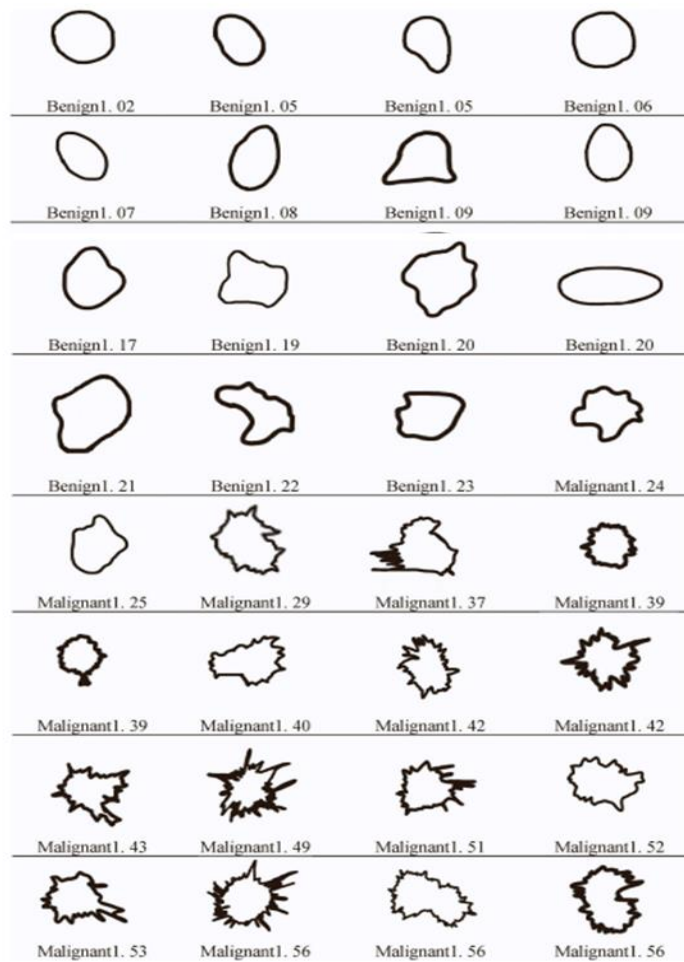 Benign1. 02 Benign1. 05 Benign1. 05 Benign1. 06
Benign1. 07 Benign1. 08 Benign1. 09 Benign1. 09
Benign1. 17 Benign1. 19 Benign1. 20 Benign1. 20
Benign1. 21 Benign1. 22 Benign1. 23 Malignant1. 24
Malignant1. 25 Malignant1. 29 Malignant1. 37 Malignant1. 39
Malignant1. 39 Malignant1. 40 Malignant1. 42 Malignant1. 42
Malignant1. 43 Malignant1. 49 Malignant1. 51 Malignant1. 52
Malignant1. 53 Malignant1. 56 Malignant1. 56 Malignant1. 56